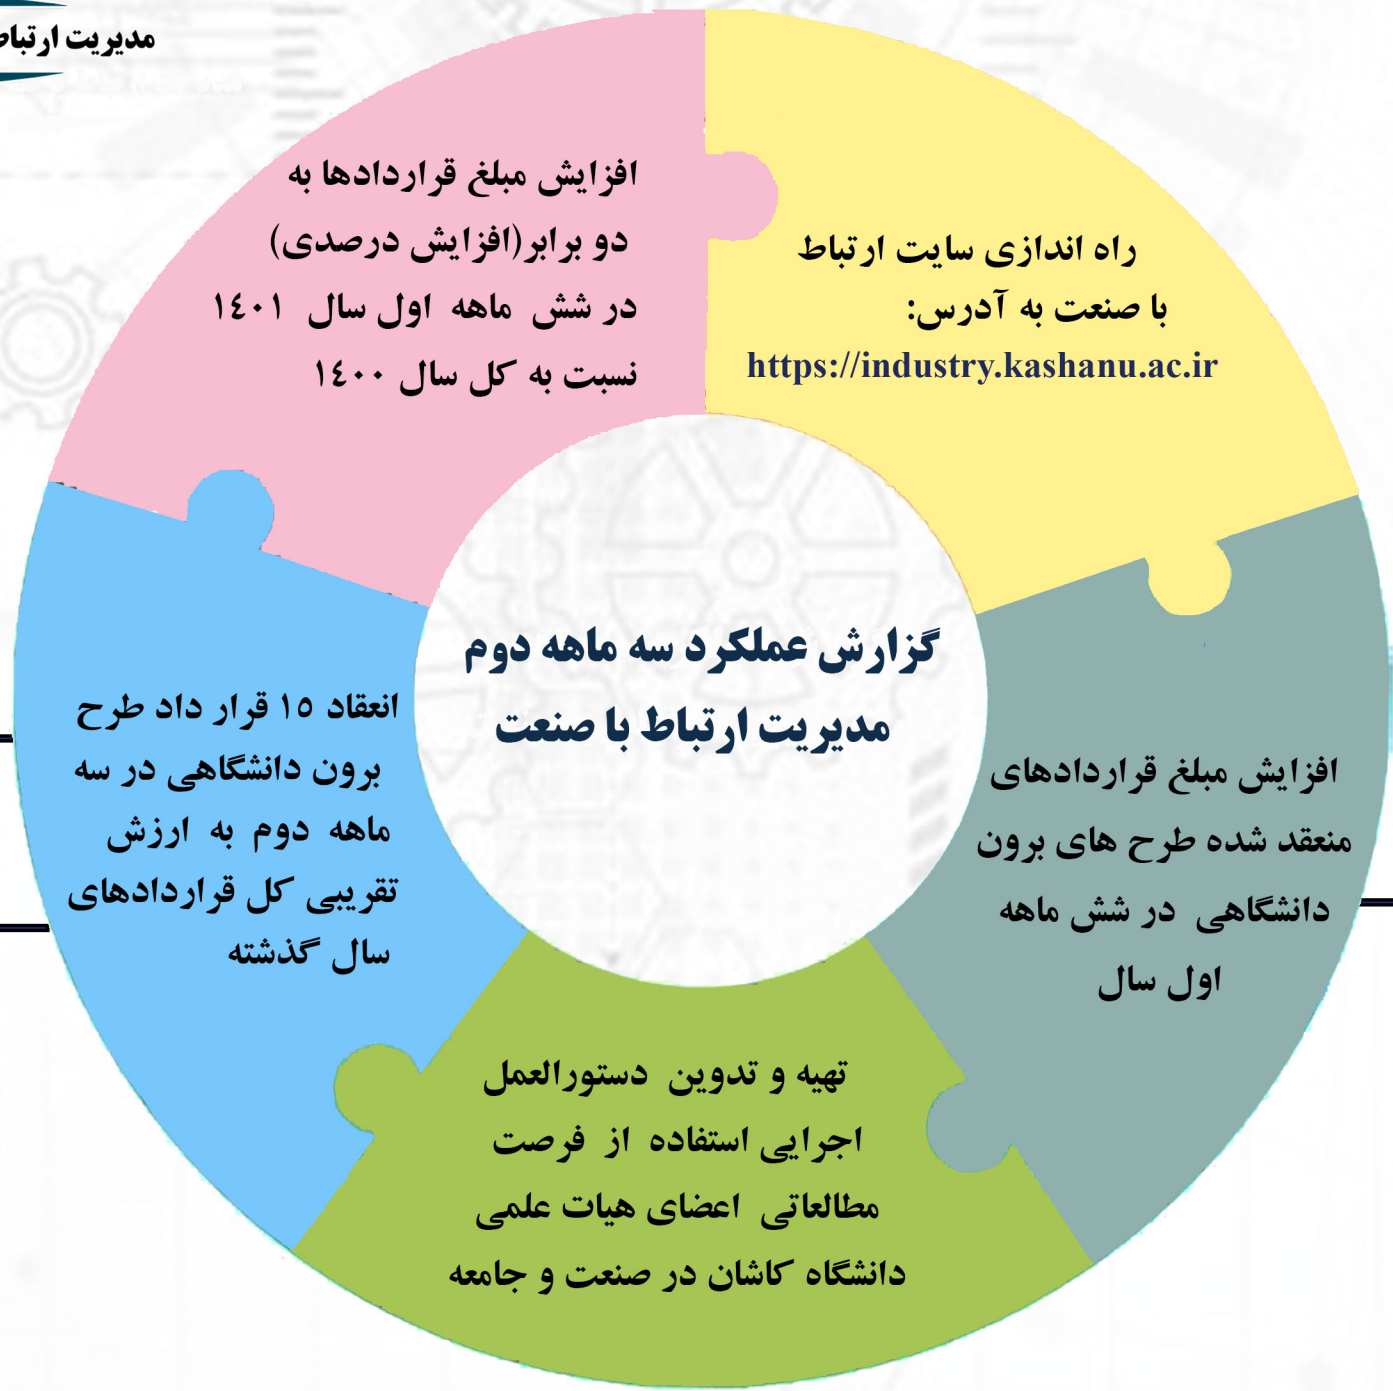 مدیریت ارتباط
گزارش عملکرد سه ماهه دوم
مدیریت ارتباط با صنعت
راه اندازی سایت ارتباط
با صنعت به آدرس:
https://industry.kashanu.ac.ir
افزایش مبلغ قراردادهای
منعقد شده طرح های برون
دانشگاهی در شش ماهه
اول سال
تهیه و تدوین دستورالعمل
اجرایی استفاده از فرصت
مطالعاتی اعضای هیات علمی
دانشگاه کاشان در صنعت و جامعه
انعقاد ١٥ قرار داد طرح
برون دانشگاهی در سه
ماهه دوم به ارزش
تقریبی کل قراردادهای
سال گذشته
افزایش مبلغ قراردادها به
دو برابر(افزایش درصدی)
در شش ماهه اول سال ١٤٠١
نسبت به کل سال ١٤٠٠